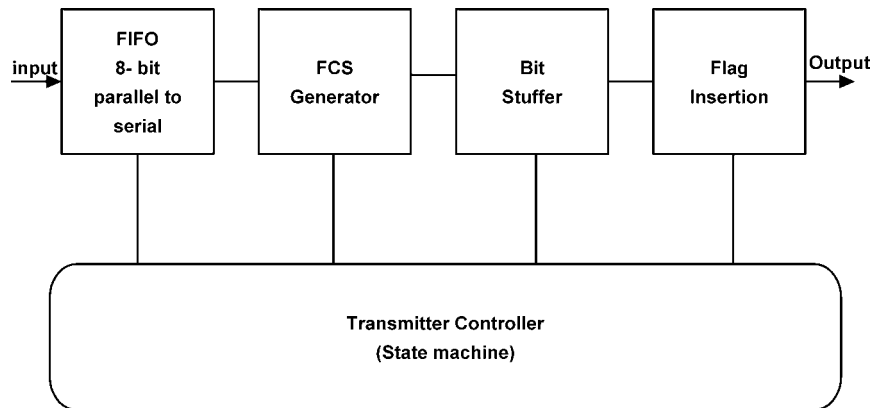 input
FIFO
8- bit
parallel to
serial
FCS
Generator
Bit
Stuffer
Flag
Insertion
Output
Transmitter Controller
(State machine)